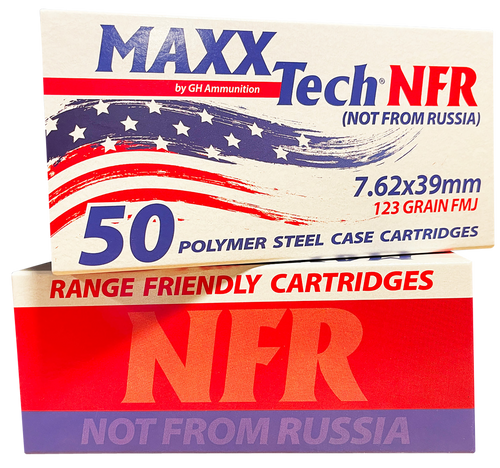 MAXX
by GH Ammunition
Tech® NFR
(NOT FROM RUSSIA)
7.62x39mm
123 GRAIN FMJ
50 POLYMER STEEL CASE CARTRIDGES
RANGE FRIENDLY CARTRIDGES
NFR
NOT FROM RUSSIA